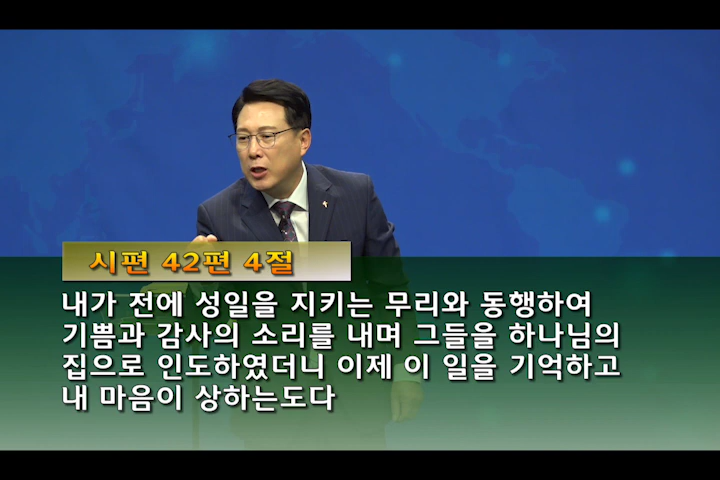 시편 42편 4절
내가 전에 성일을 지키는 무리와 동행하여
기쁨과 감사의 소리를 내며 그들을 하나님의
집으로 인도하였더니 이제 이 일을 기억하고
내 마음이 상하는도다